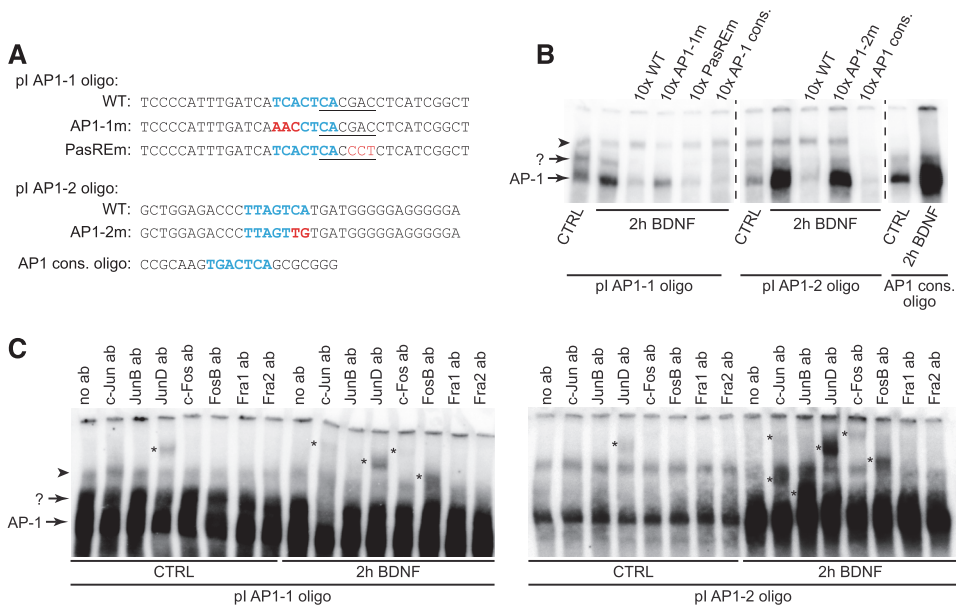 A
pI AP1-1 oligo:
WT: TCCCCATTTGATCATCACTCACGACCTCATCGGCT
AP1-1m: TCCCCATTTGATCAAACCTCACGACCTCATCGGCT
PasREm: TCCCCATTTGATCATCACTCACCCTCTCATCGGCT
pI AP1-2 oligo:
WT: GCTGGAGACCCTTAGTCATGATGGGGGAGGGGGA
AP1-2m: GCTGGAGACCCTTAGTTGTGATGGGGGAGGGGGA
AP1 cons. oligo: CCGCAAGTGACTCAGCGCGGG
B
10x WT
10x AP1-1m
10x PasREm
10x AP-1 cons.
10x WT
10x AP1-2m
10x AP1 cons.
?
AP-1
CTRL
2h BDNF
CTRL
2h BDNF
CTRL
2h BDNF
pI AP1-1 oligo
pI AP1-2 oligo
AP1 cons.
oligo
C
no ab
c-Jun ab
JunB ab
JunD ab
c-Fos ab
FosB ab
Fra1 ab
Fra2 ab
no ab
c-Jun ab
JunB ab
JunD ab
c-Fos ab
FosB ab
Fra1 ab
Fra2 ab
no ab
c-Jun ab
JunB ab
JunD ab
c-Fos ab
FosB ab
Fra1 ab
Fra2 ab
no ab
c-Jun ab
JunB ab
JunD ab
c-Fos ab
FosB ab
Fra1 ab
Fra2 ab
* * * * *
* * * * * * *
?
AP-1
CTRL
2h BDNF
CTRL
2h BDNF
pI AP1-1 oligo
pI AP1-2 oligo